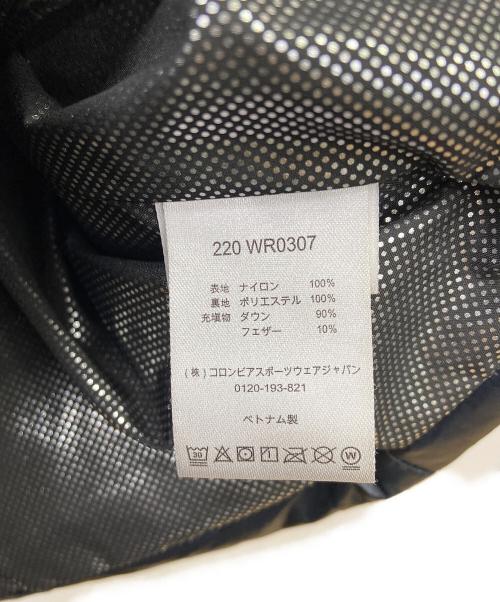 220 WR0307
表地 ナイロン 100%
裏地 ポリエステル 100%
充填物 ダウン 90%
フェザー 10%
(株)コロンビアスポーツウェアジャパン
0120-193-821
ベトナム製
30 W